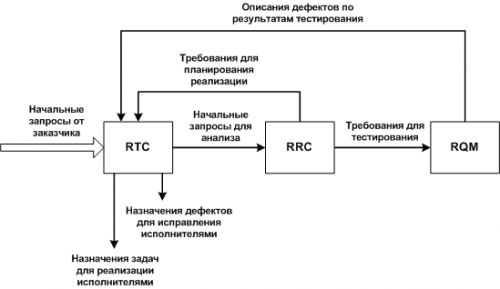 Описания дефектов по
результатам тестирования
Требования для
планирования
реализации
Начальные
запросы от
заказчика
RTC
Начальные
запросы для
анализа
RRC
Требования для
тестирования
RQM
Назначения дефектов
для исправления
исполнителями
Назначения задач
для реализации
исполнителями